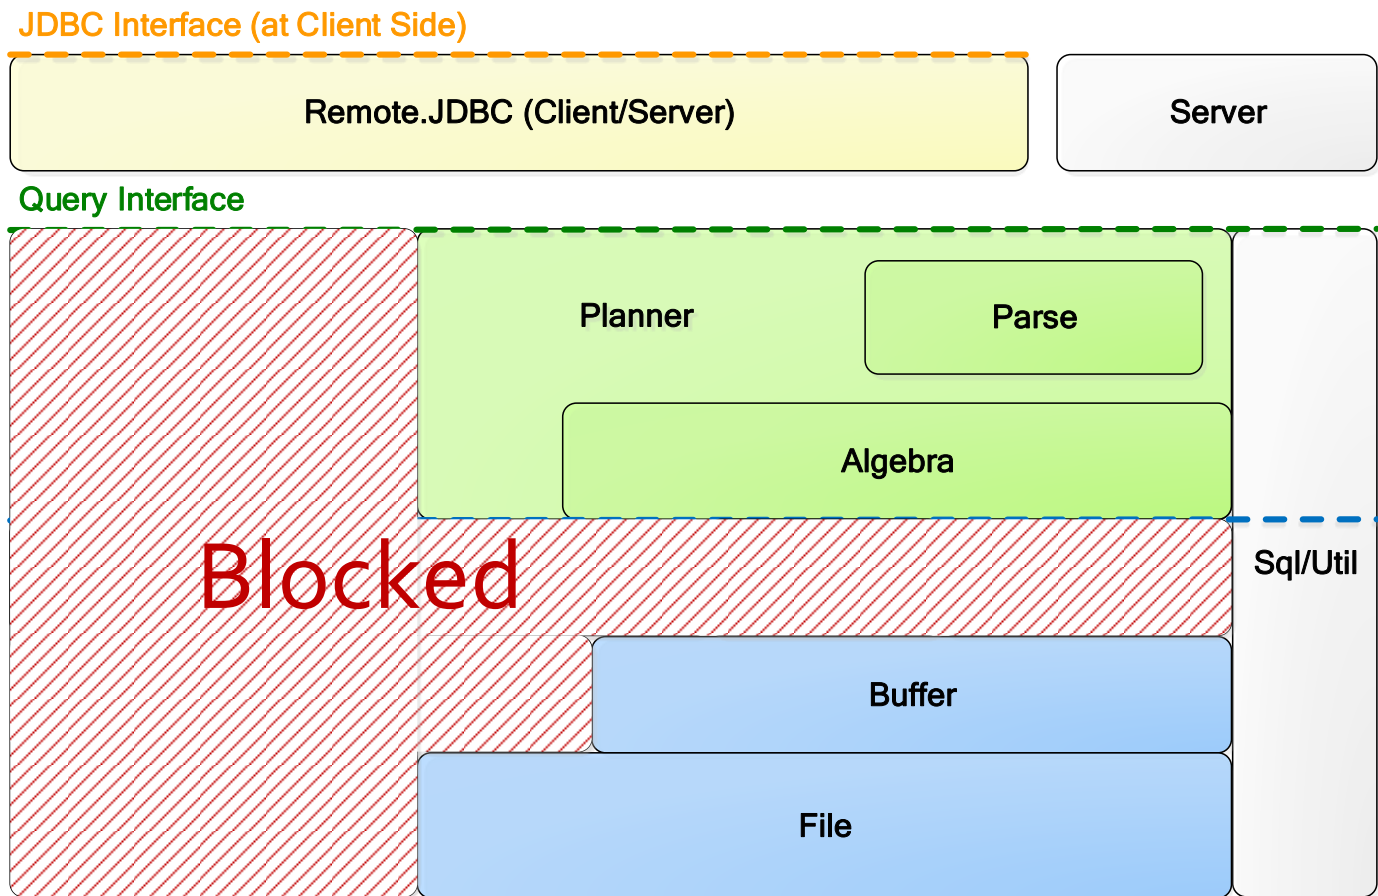 JDBC Interface (at Client Side)
Remote.JDBC (Client/Server)
Server
Query Interface
Planner
Parse
Algebra
Blocked
Sql/Util
Buffer
File